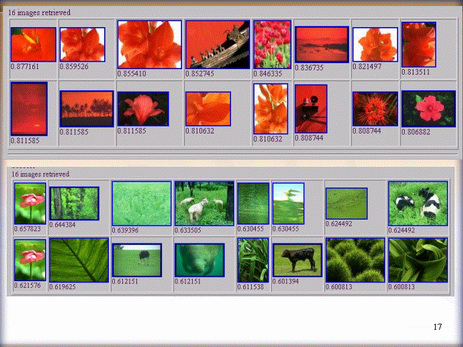 16 images retrieved
0.877161 0.859526 0.855410 0.852745 0.846335 0.836735 0.821497 0.813511
0.811585 0.811585 0.811585 0.810632 0.810632 0.808744 0.808744 0.806882
16 images retrieved
0.657823 0.644384 0.639396 0.633505 0.630455 0.630455 0.624492 0.624492
0.621576 0.619625 0.612151 0.612151 0.611538 0.601394 0.600813 0.600813
17